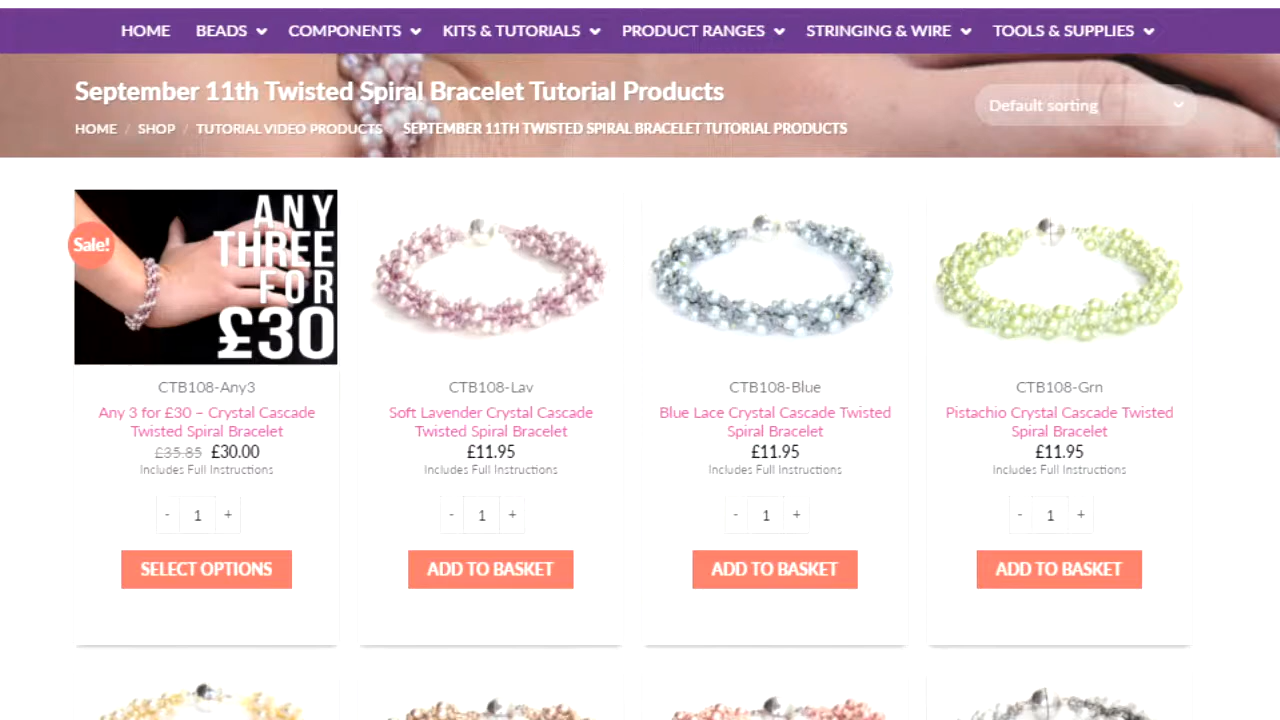 HOME BEADS COMPONENTS KITS & TUTORIALS PRODUCT RANGES STRINGING & WIRE TOOLS & SUPPLIES
September 11th Twisted Spiral Bracelet Tutorial Products
Default sorting
HOME / SHOP / TUTORIAL VIDEO PRODUCTS SEPTEMBER 11TH TWISTED SPIRAL BRACELET TUTORIAL PRODUCTS
Sale!
ANY
THREE
FOR
£30
CTB108-Any3
Any 3 for £30 – Crystal Cascade
Twisted Spiral Bracelet
£35.85 £30.00
Includes Full Instructions
- 1 +
SELECT OPTIONS
CTB108-Lav
Soft Lavender Crystal Cascade
Twisted Spiral Bracelet
£11.95
Includes Full Instructions
- 1 +
ADD TO BASKET
CTB108-Blue
Blue Lace Crystal Cascade Twisted
Spiral Bracelet
£11.95
Includes Full Instructions
- 1 +
ADD TO BASKET
CTB108-Grn
Pistachio Crystal Cascade Twisted
Spiral Bracelet
£11.95
Includes Full Instructions
- 1 +
ADD TO BASKET